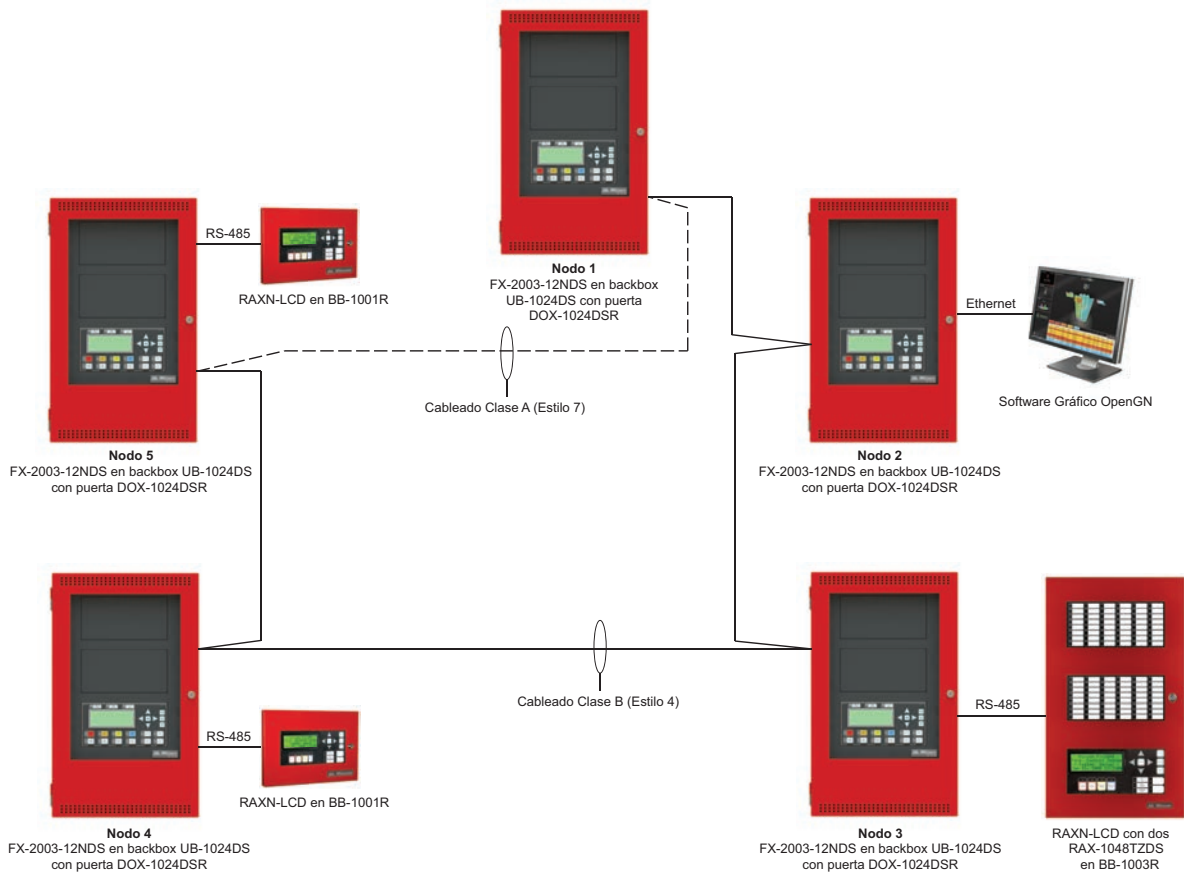 Nodo 1
FX-2003-12NDS en backbox
UB-1024DS con puerta
DOX-1024DSR
RS-485
RAXN-LCD en BB-1001R
Ethernet
Software Gráfico OpenGN
Cableado Clase A (Estilo 7)
Nodo 5
FX-2003-12NDS en backbox UB-1024DS
con puerta DOX-1024DSR
Nodo 2
FX-2003-12NDS en backbox UB-1024DS
con puerta DOX-1024DSR
Cableado Clase B (Estilo 4)
RS-485
RAXN-LCD en BB-1001R
RS-485
Nodo 4
FX-2003-12NDS en backbox UB-1024DS
con puerta DOX-1024DSR
Nodo 3
FX-2003-12NDS en backbox UB-1024DS
con puerta DOX-1024DSR
RAXN-LCD con dos
RAX-1048TZDS
en BB-1003R